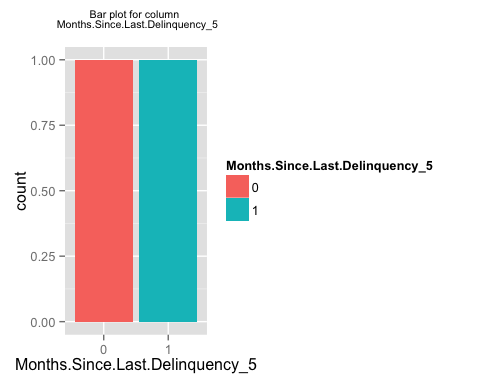 Bar plot for column
Months.Since.Last.Delinquency_5
1.00
0.75
0.50
0.25
0.00
count
0
1
Months.Since.Last.Delinquency_5
Months.Since.Last.Delinquency_5
0
1